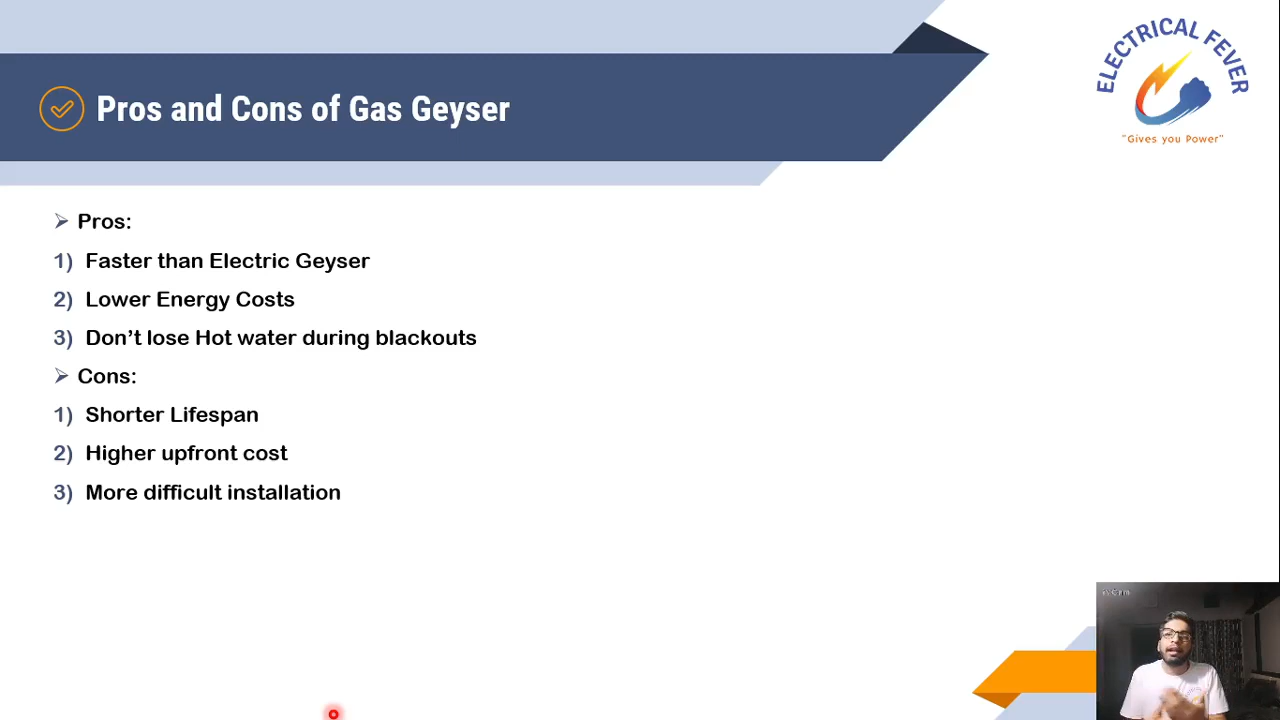 Pros and Cons of Gas Geyser
ELECTRICAL FEVER
"Gives you Power"
➢ Pros:
1) Faster than Electric Geyser
2) Lower Energy Costs
3) Don't lose Hot water during blackouts
➢ Cons:
1) Shorter Lifespan
2) Higher upfront cost
3) More difficult installation